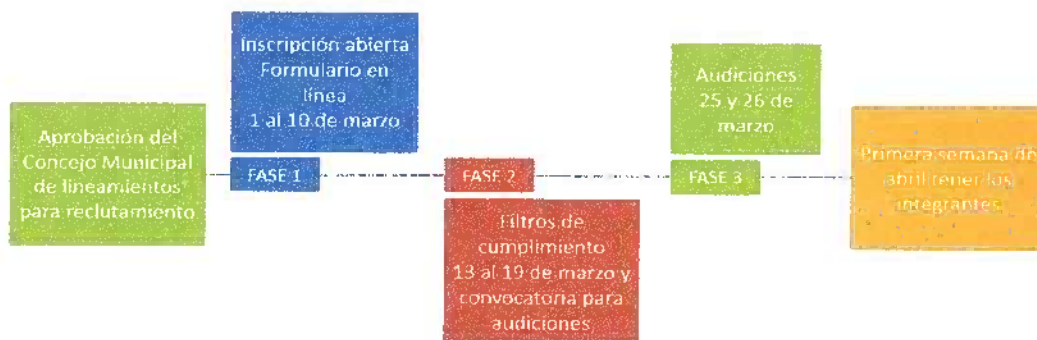 Aprobación del
Concejo Municipal
de lineamientos
para reclutamiento
Inscripción abierta
Formulario en
línea
1 al 10 de marzo
FASE 1
FASE 2
Filtros de
cumplimiento
13 al 19 de marzo y
convocatoria para
audiciones
Audiciones
25 y 26 de
marzo
FASE 3
Primera semana de
abril tener los
integrantes